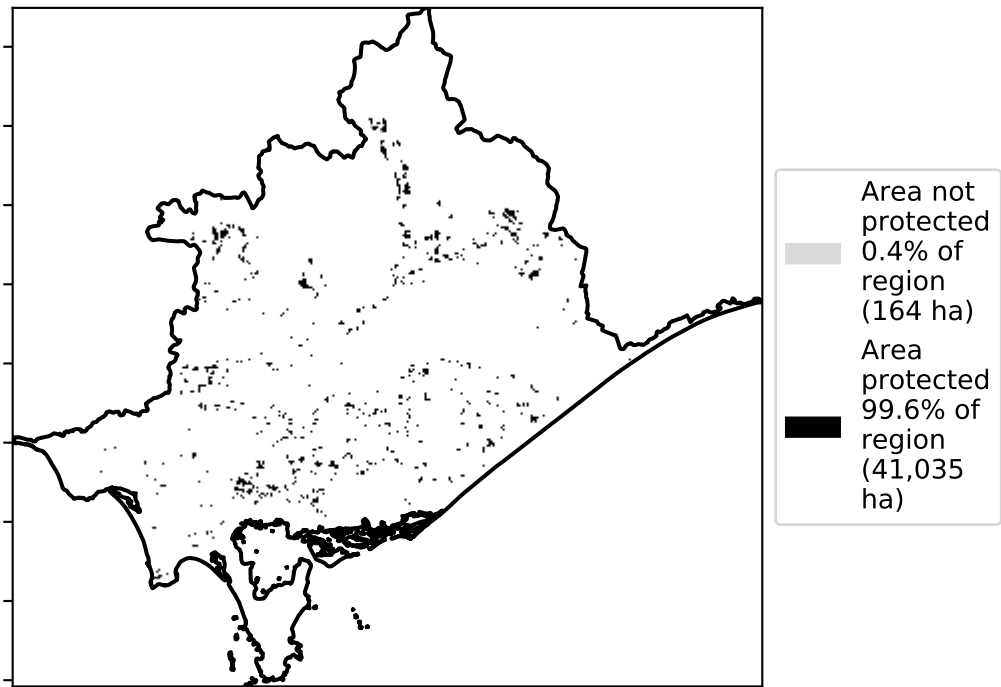 Area not
protected
0.4% of
region
(164 ha)
Area
protected
99.6% of
region
(41,035
ha)